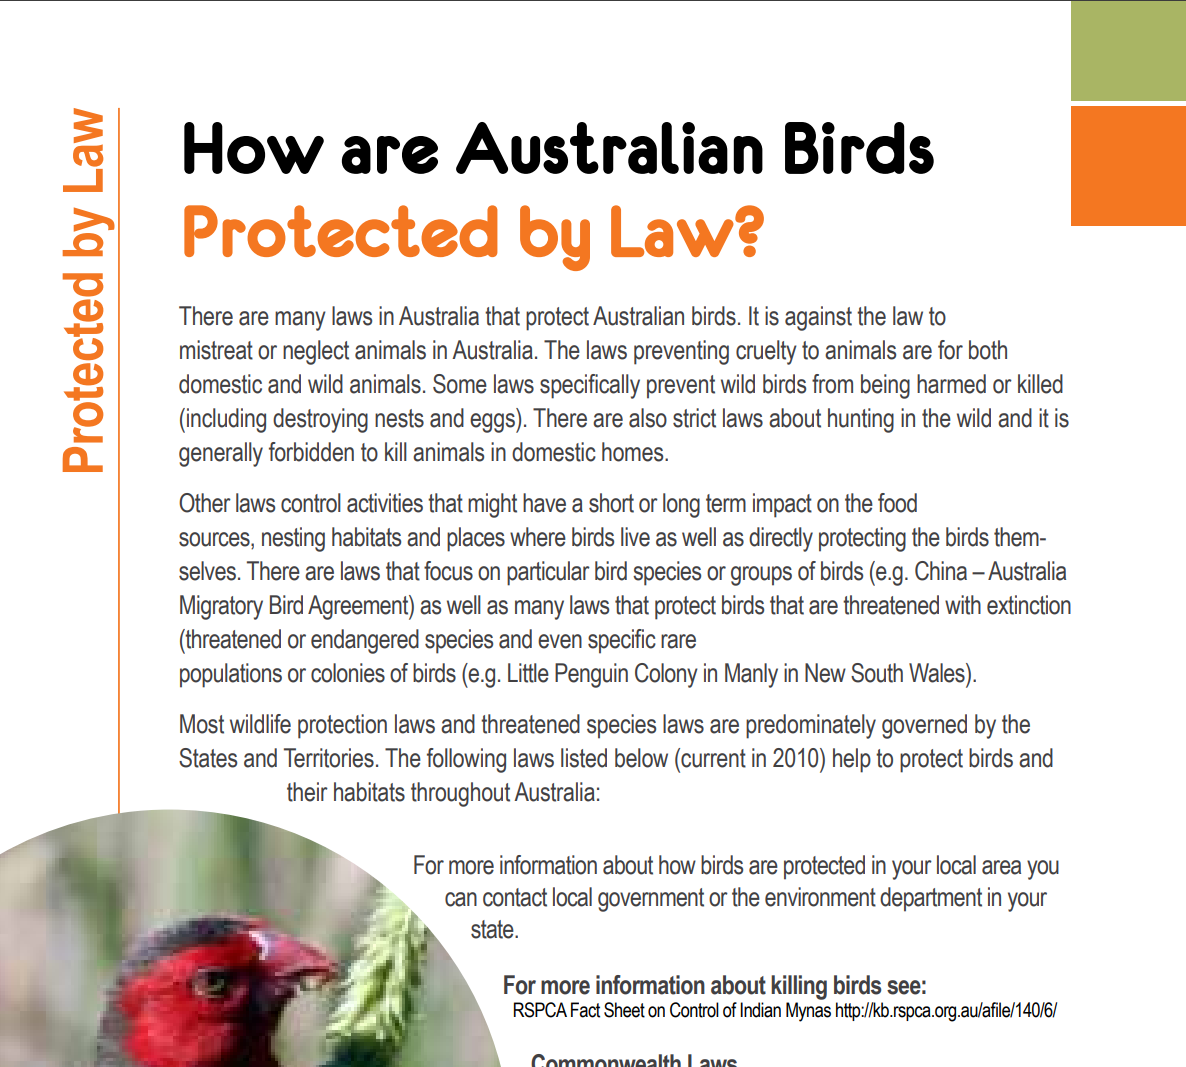 Protected by Law
How are Australian Birds
Protected by Law?
There are many laws in Australia that protect Australian birds. It is against the law to
mistreat or neglect animals in Australia. The laws preventing cruelty to animals are for both
domestic and wild animals. Some laws specifically prevent wild birds from being harmed or killed
(including destroying nests and eggs). There are also strict laws about hunting in the wild and it is
generally forbidden to kill animals in domestic homes.
Other laws control activities that might have a short or long term impact on the food
sources, nesting habitats and places where birds live as well as directly protecting the birds them-
selves. There are laws that focus on particular bird species or groups of birds (e.g. China – Australia
Migratory Bird Agreement) as well as many laws that protect birds that are threatened with extinction
(threatened or endangered species and even specific rare
populations or colonies of birds (e.g. Little Penguin Colony in Manly in New South Wales).
Most wildlife protection laws and threatened species laws are predominately governed by the
States and Territories. The following laws listed below (current in 2010) help to protect birds and
their habitats throughout Australia:
For more information about how birds are protected in your local area you
can contact local government or the environment department in your
state.
For more information about killing birds see:
RSPCA Fact Sheet on Control of Indian Mynas http://kb.rspca.org.au/afile/140/6/
Commonwealth Laws